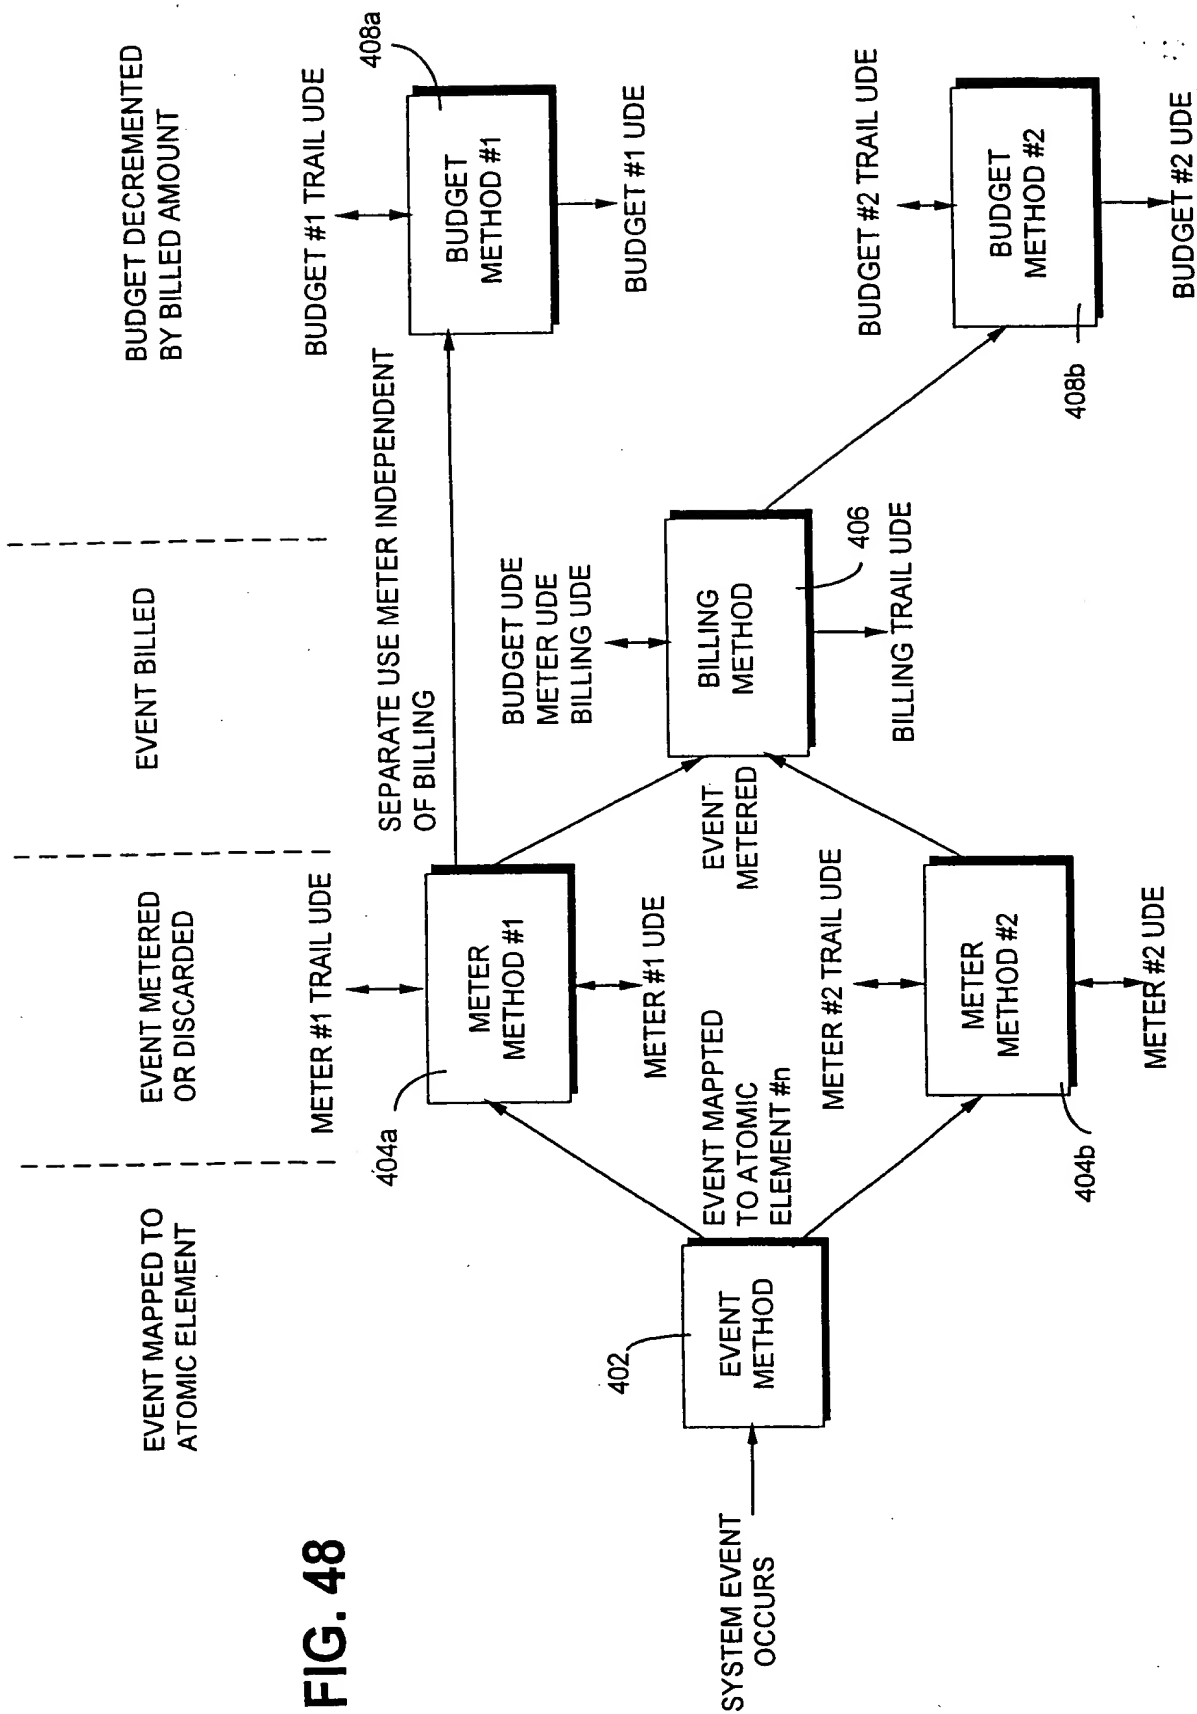 FIG. 48
EVENT MAPPED TO
ATOMIC ELEMENT
EVENT METERED
OR DISCARDED
EVENT BILLED
BUDGET DECREMENTED
BY BILLED AMOUNT
SYSTEM EVENT
OCCURS
402
EVENT
METHOD
EVENT MAPPTED
TO ATOMIC
ELEMENT #n
METER #1 TRAIL UDE
404a
METER
METHOD #1
METER #1 UDE
METER #2 TRAIL UDE
METER
METHOD #2
404b
METER #2 UDE
SEPARATE USE METER INDEPENDENT
OF BILLING
EVENT
METERED
BUDGET UDE
METER UDE
BILLING UDE
BILLING
METHOD
406
BILLING TRAIL UDE
BUDGET #1 TRAIL UDE
408a
BUDGET
METHOD #1
BUDGET #1 UDE
BUDGET #2 TRAIL UDE
BUDGET
METHOD #2
408b
BUDGET #2 UDE